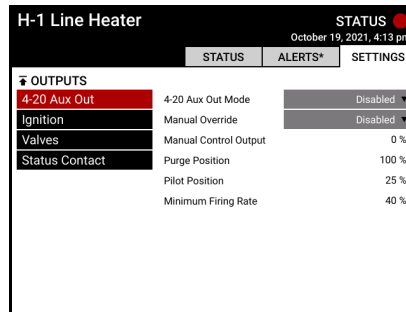 H-1 Line Heater
STATUS
October 19, 2021, 4:13 pm
STATUS
ALERTS*
SETTINGS
OUTPUTS
4-20 Aux Out
Ignition
Valves
Status Contact
4-20 Aux Out Mode Disabled
Manual Override Disabled
Manual Control Output 0 %
Purge Position 100 %
Pilot Position 25 %
Minimum Firing Rate 40 %